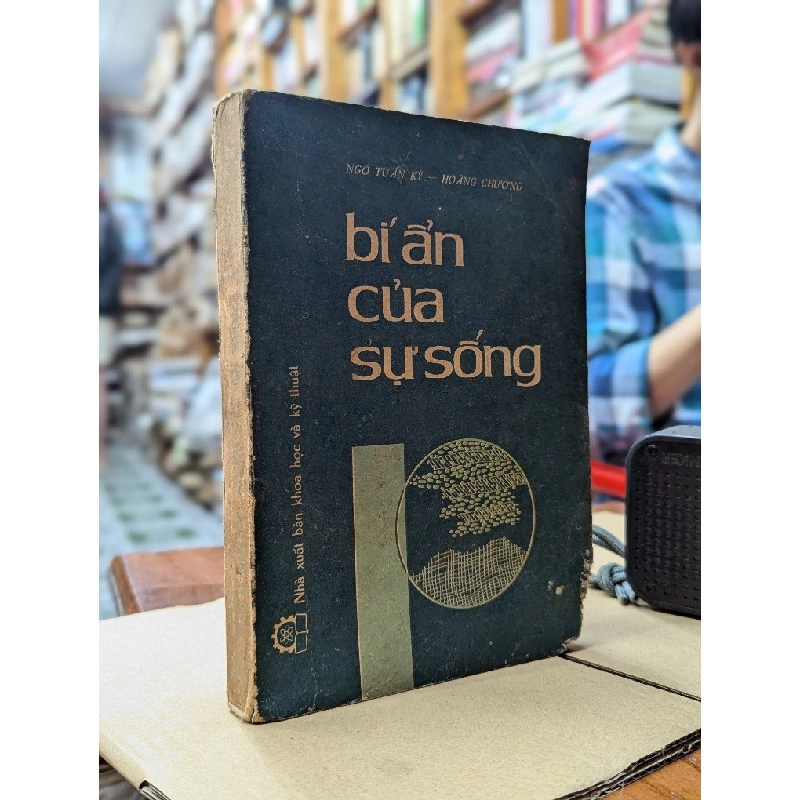 NGÔ TUẤN KỲ — HOÀNG CHƯƠNG
bí ẩn
của
sự sống
Nhà xuất bản khoa học và kỹ thuật